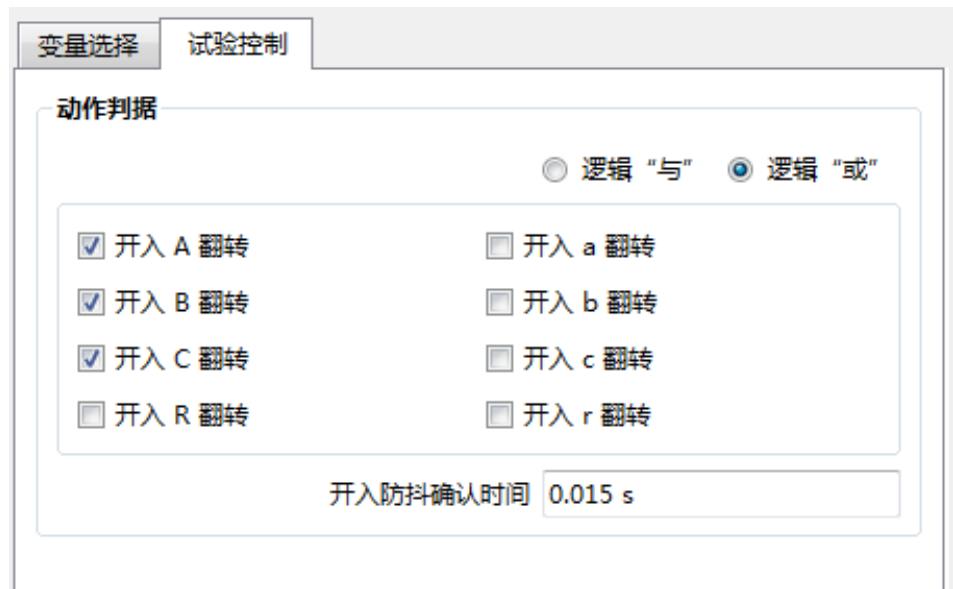 变量选择 试验控制
动作判据
逻辑 “与” 逻辑 “或”
开入 A 翻转 开入 a 翻转
开入 B 翻转 开入 b 翻转
开入 C 翻转 开入 c 翻转
开入 R 翻转 开入 r 翻转
开入防抖确认时间 0.015 s